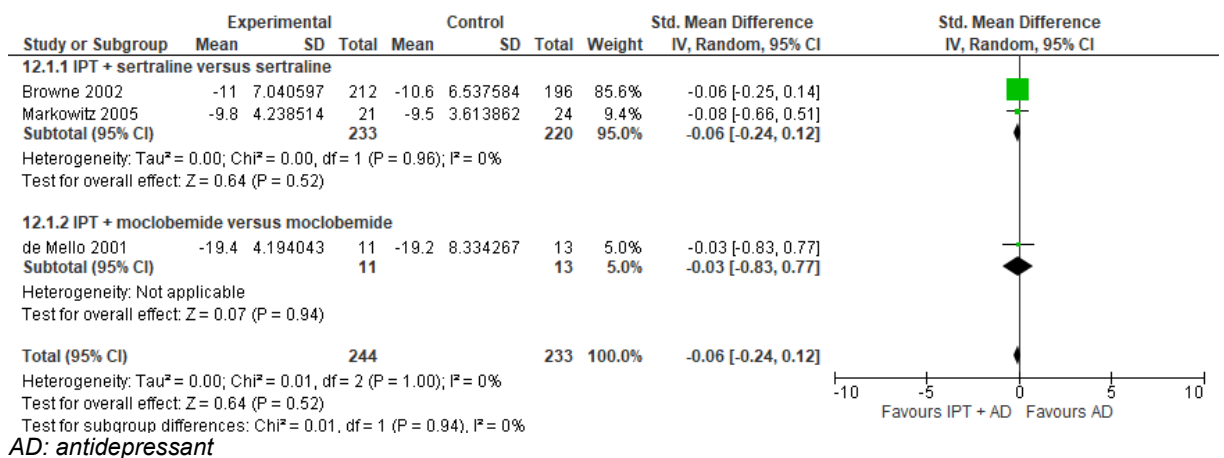 Experimental Control Std. Mean Difference Std. Mean Difference
Study or Subgroup Mean SD Total Mean SD Total Weight IV, Random, 95% CI IV, Random, 95% CI
12.1.1 IPT + sertraline versus sertraline
Browne 2002 -11 7.040597 212 -10.6 6.537584 196 85.6% -0.06 [-0.25, 0.14]
Markowitz 2005 -9.8 4.238514 21 -9.5 3.613862 24 9.4% -0.08 [-0.66, 0.51]
Subtotal (95% CI) 233 220 95.0% -0.06 [-0.24, 0.12]
Heterogeneity: Tau² = 0.00; Chi² = 0.00, df = 1 (P = 0.96); I² = 0%
Test for overall effect: Z = 0.64 (P = 0.52)
12.1.2 IPT + moclobemide versus moclobemide
de Mello 2001 -19.4 4.194043 11 -19.2 8.334267 13 5.0% -0.03 [-0.83, 0.77]
Subtotal (95% CI) 11 13 5.0% -0.03 [-0.83, 0.77]
Heterogeneity: Not applicable
Test for overall effect: Z = 0.07 (P = 0.94)
Total (95% CI) 244 233 100.0% -0.06 [-0.24, 0.12]
Heterogeneity: Tau² = 0.00; Chi² = 0.01, df = 2 (P = 1.00); I² = 0%
Test for overall effect: Z = 0.64 (P = 0.52)
Test for subgroup differences: Chi² = 0.01, df = 1 (P = 0.94), I² = 0%
-10 -5 0 5 10
Favours IPT + AD Favours AD
AD: antidepressant